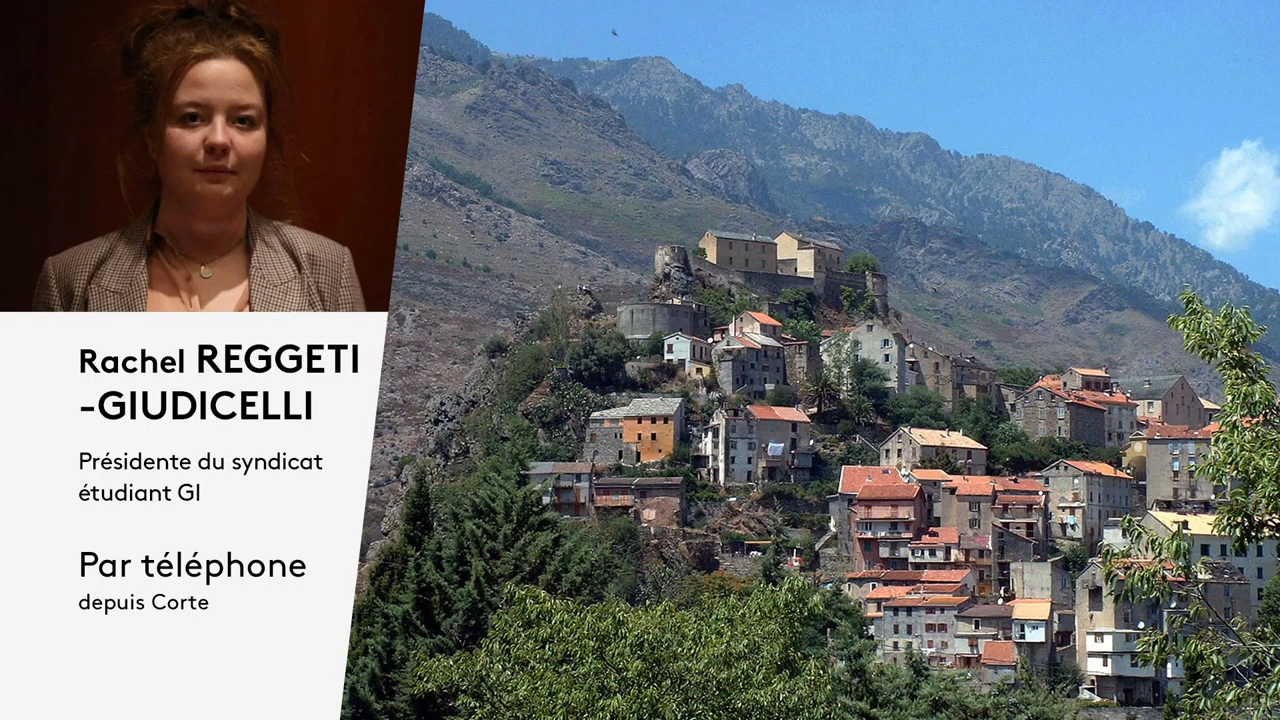 Rachel REGGETI
-GIUDICELLI
Présidente du syndicat
étudiant GI
Par téléphone
depuis Corte